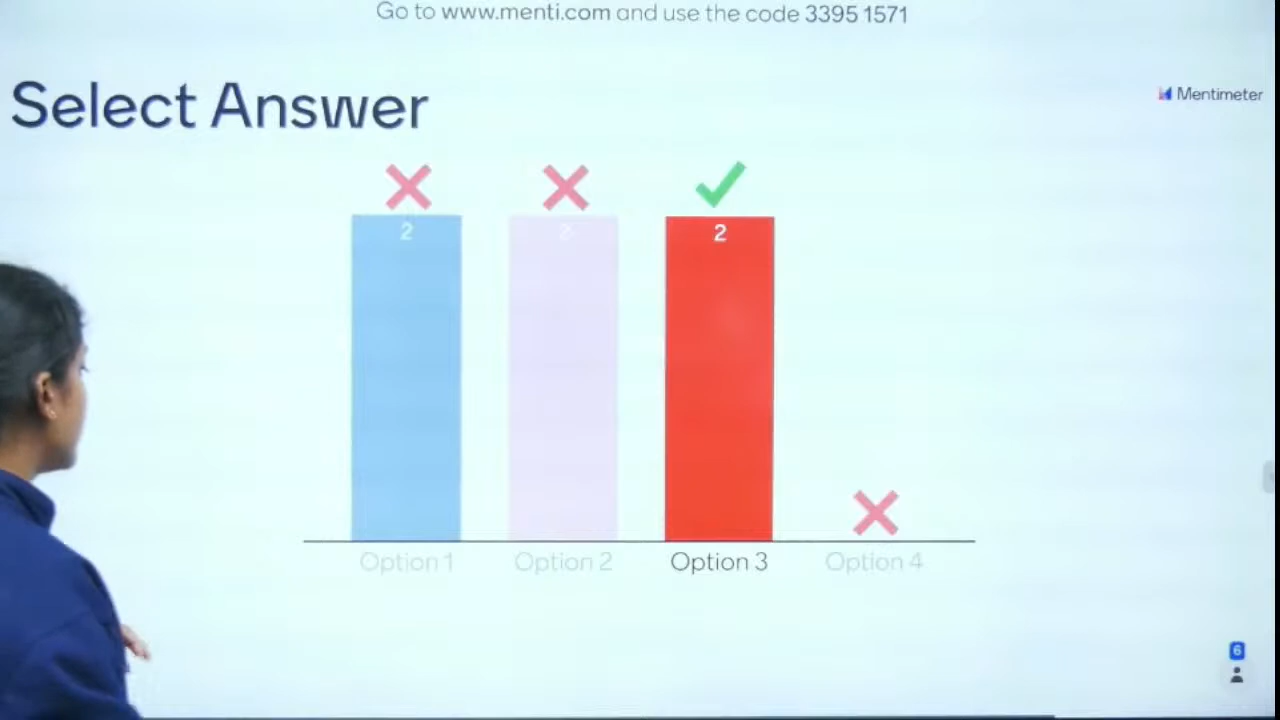 Go to www.menti.com and use the code 3395 1571
Select Answer
Mentimeter
2
2
2
Option 1
Option 2
Option 3
Option 4
6